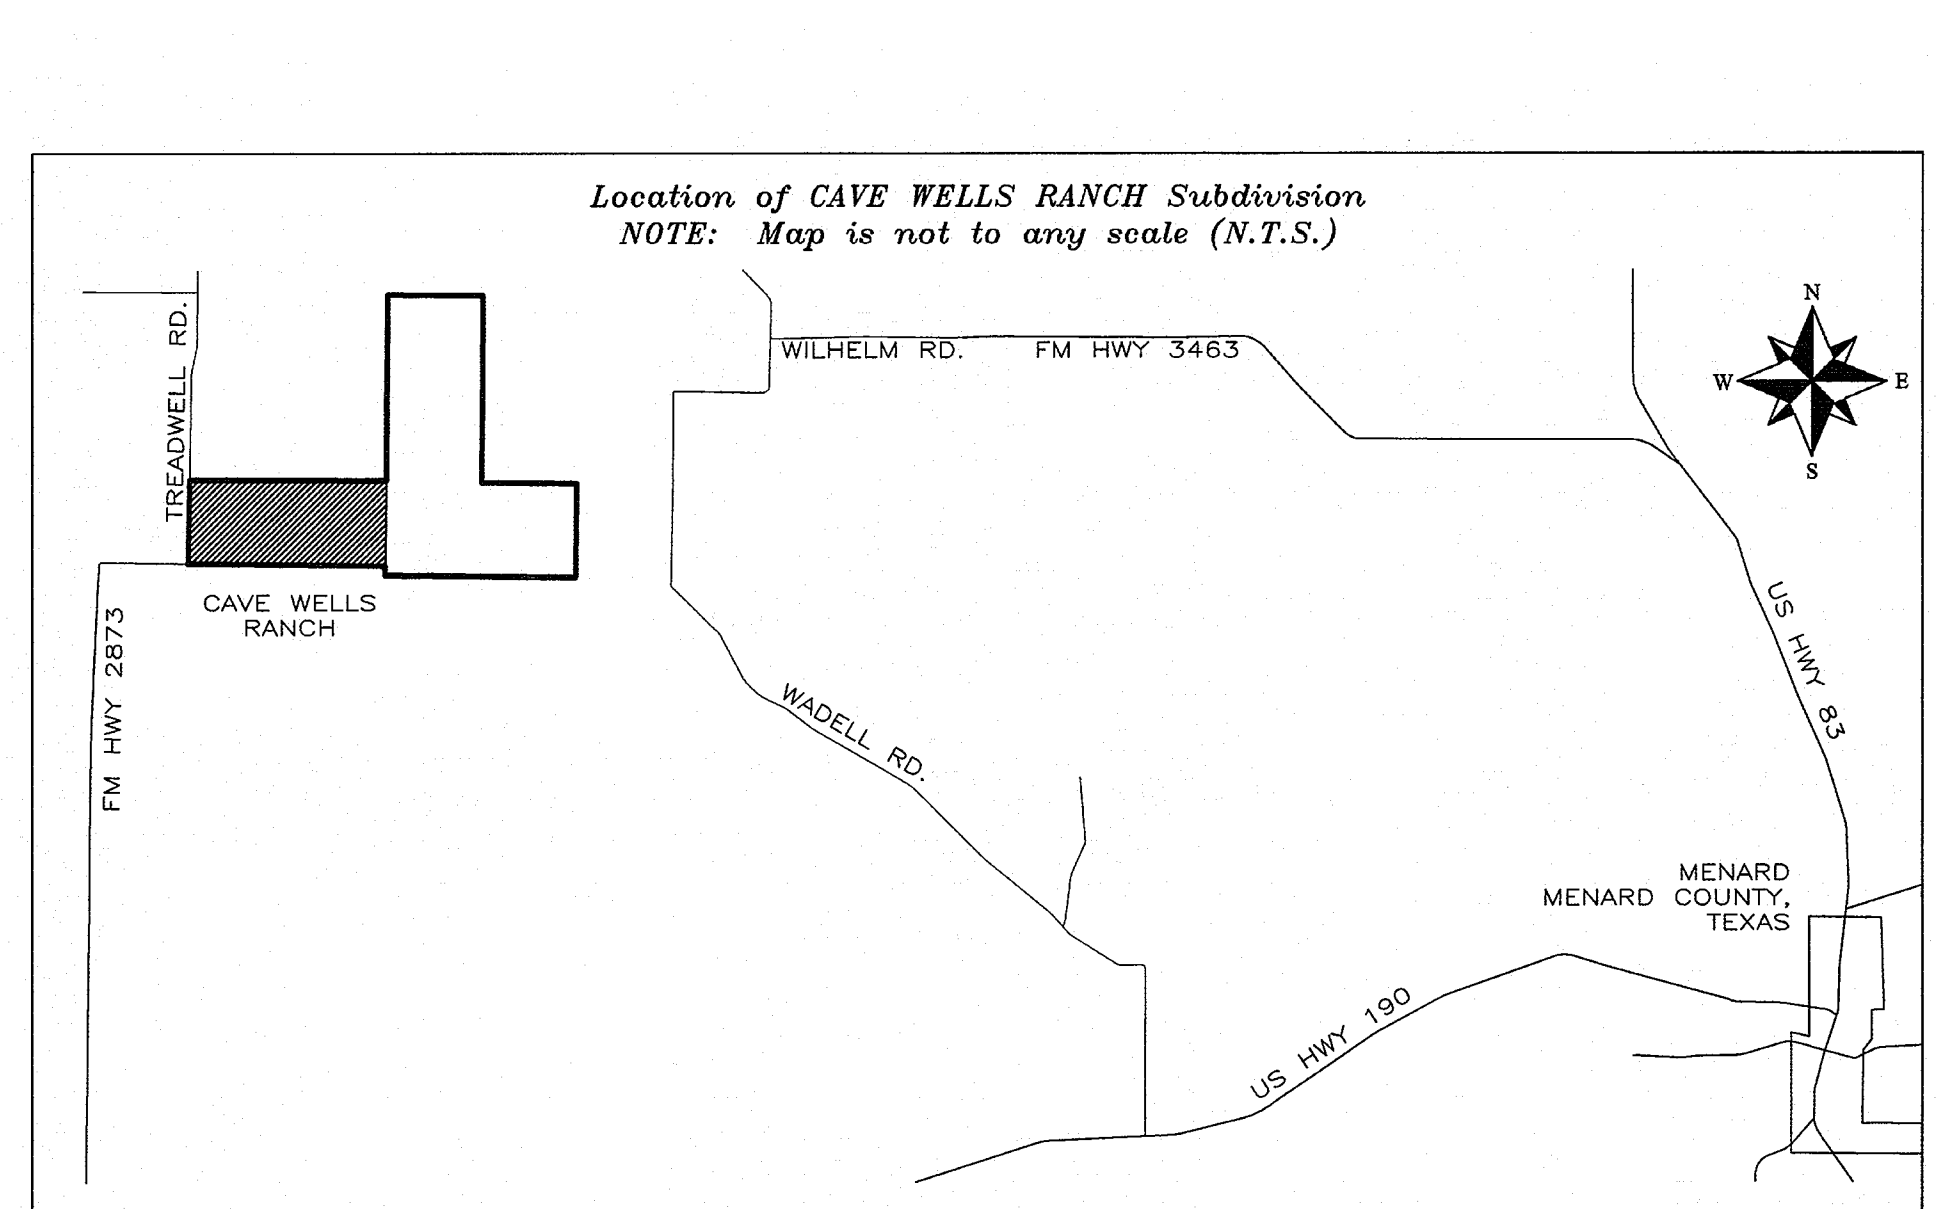 Location of CAVE WELLS RANCH Subdivision
NOTE: Map is not to any scale (N.T.S.)
TREADWELL RD.
WILHELM RD. FM HWY 3463
N
W E
S
CAVE WELLS
RANCH
FM HWY 2873
WADELL RD.
US HWY 83
MENARD
MENARD COUNTY,
TEXAS
US HWY 190